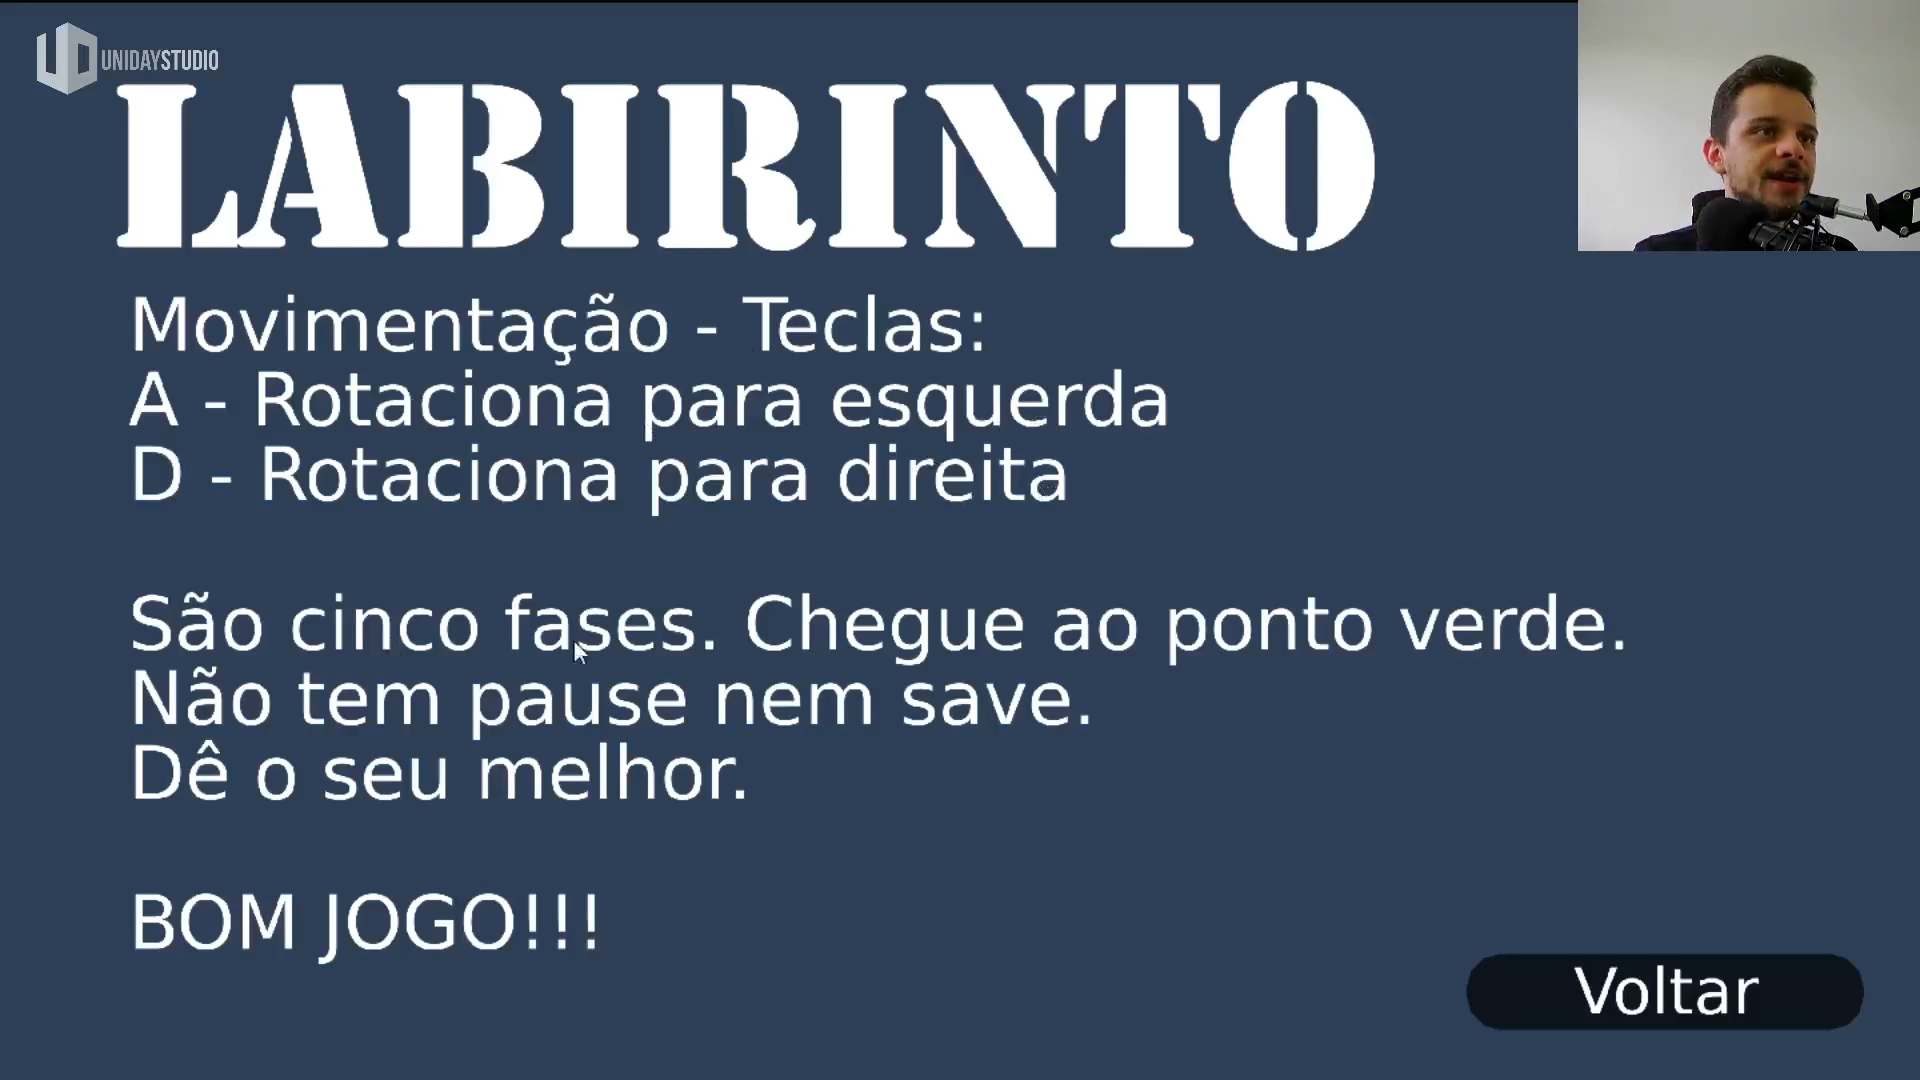 UNIDAYSTUDIO
LABIRINTO
Movimentação - Teclas:
A - Rotaciona para esquerda
D - Rotaciona para direita
São cinco fases. Chegue ao ponto verde.
Não tem pause nem save.
Dê o seu melhor.
BOM JOGO!!!
Voltar